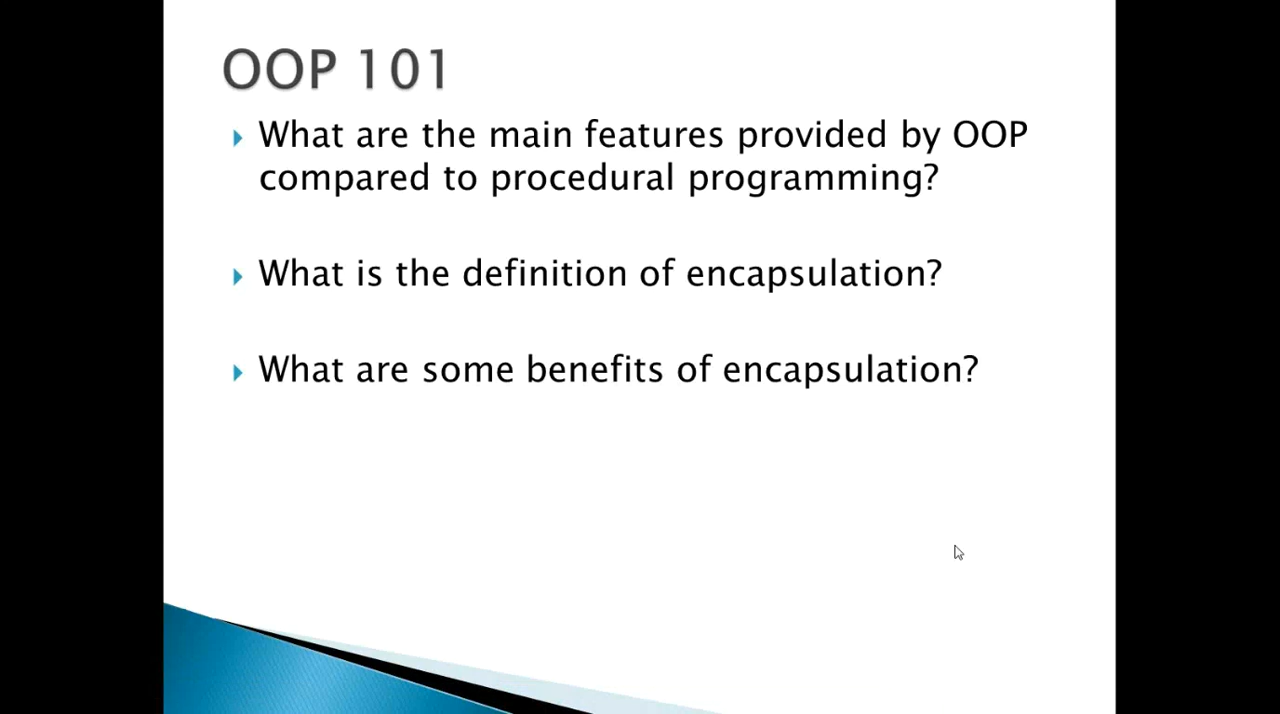 OOP 101
What are the main features provided by OOP
compared to procedural programming?
What is the definition of encapsulation?
What are some benefits of encapsulation?